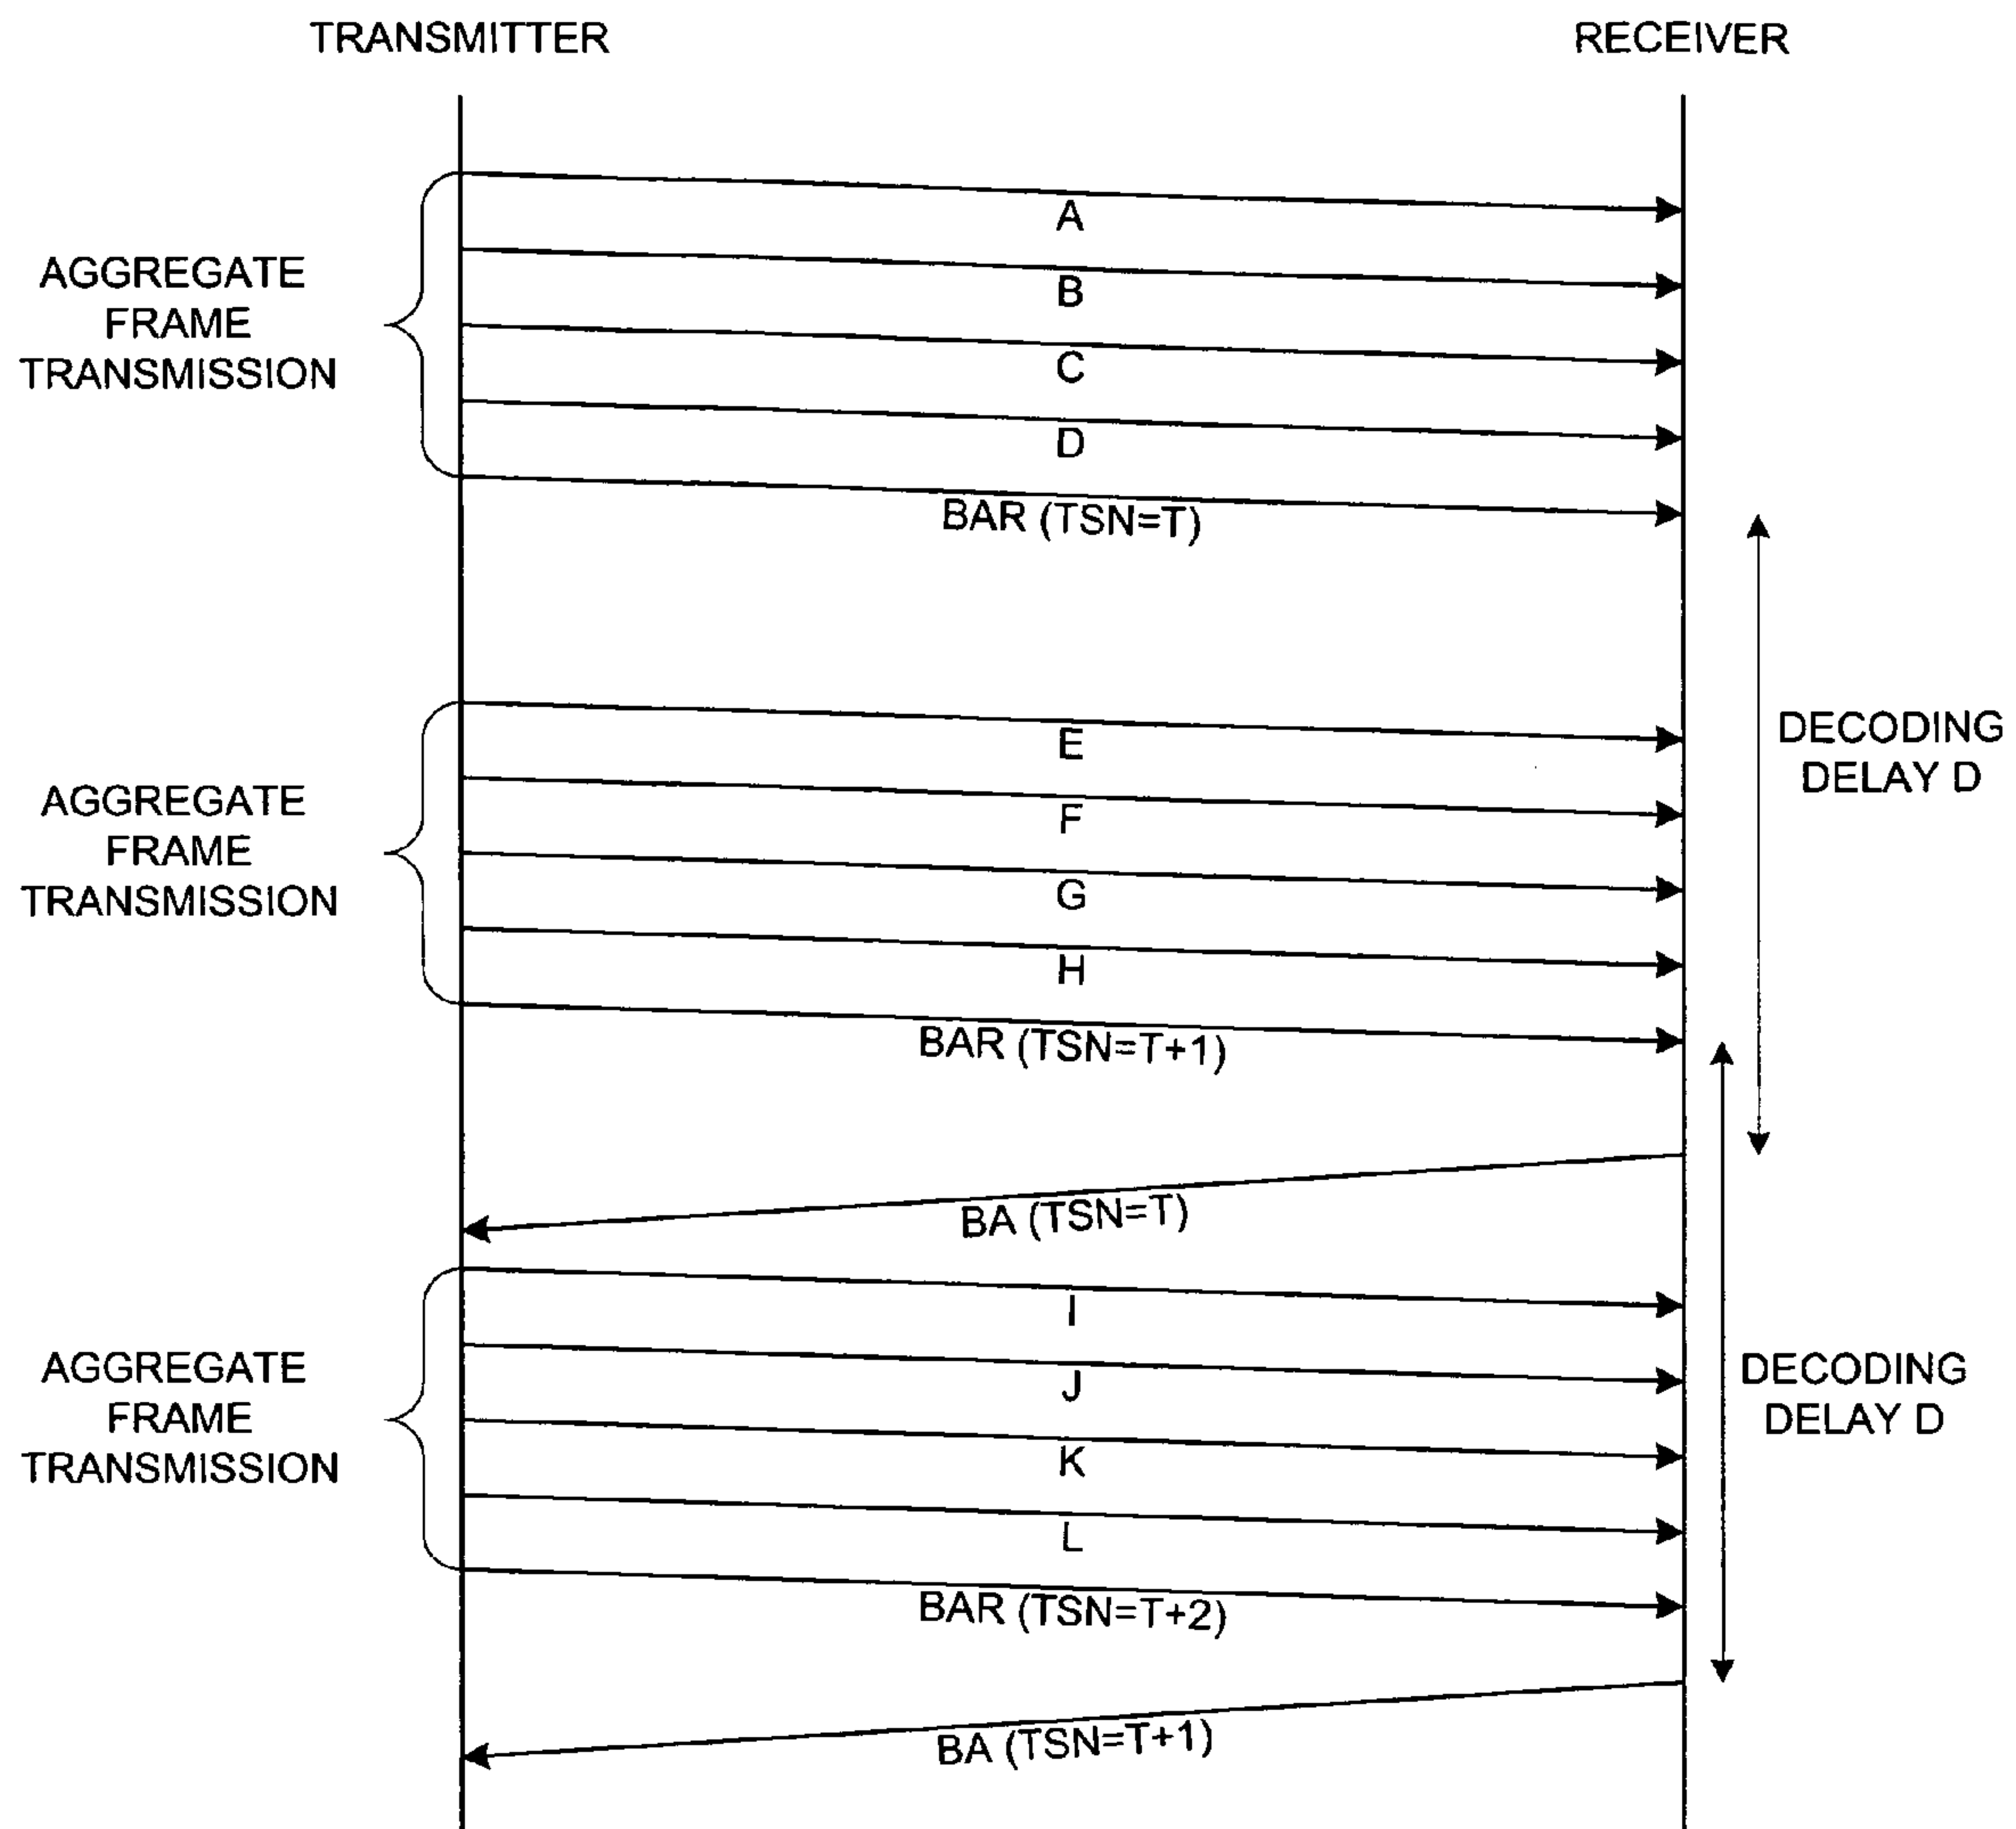 TRANSMITTER
RECEIVER
A
B
AGGREGATE
FRAME
TRANSMISSION
C
D
BAR (TSN=T)
E
DECODING
DELAY D
F
AGGREGATE
FRAME
TRANSMISSION
G
H
BAR (TSN=T+1)
BA (TSN=T)
I
J
AGGREGATE
FRAME
TRANSMISSION
DECODING
DELAY D
K
L
BAR (TSN=T+2)
BA (TSN=T+1)